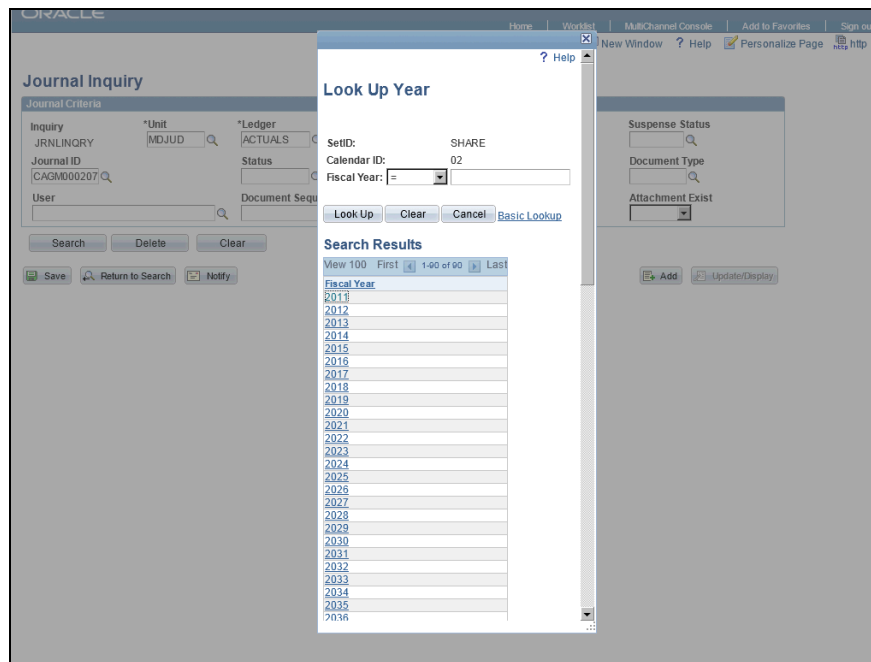 ORACLE
Home | Worklist | MultiChannel Console | Add to Favorites | Sign ou
New Window ? Help Personalize Page http
? Help
Journal Inquiry
Journal Criteria
Inquiry *Unit *Ledger Suspense Status
JRNLINQRY MDJUD ACTUALS
Journal ID Status Document Type
CAGM000207
User Document Sequ Attachment Exist
Search Delete Clear
Save Return to Search Notify Add Update/Display
Look Up Year
SetID: SHARE
Calendar ID: 02
Fiscal Year: =
Look Up Clear Cancel Basic Lookup
Search Results
View 100 First 1-90 of 90 Last
Fiscal Year
2011
2012
2013
2014
2015
2016
2017
2018
2019
2020
2021
2022
2023
2024
2025
2026
2027
2028
2029
2030
2031
2032
2033
2034
2035
2036